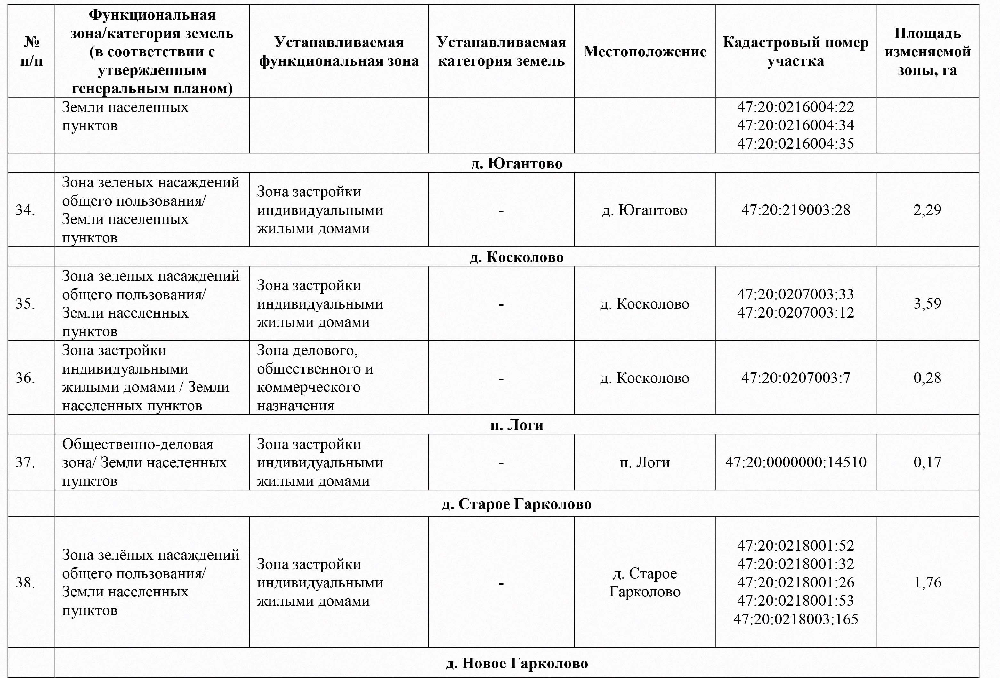 №
п/п
Функциональная
зона/категория земель
(в соответствии с
утвержденным
генеральным планом)
Устанавливаемая
функциональная зона
Устанавливаемая
категория земель
Местоположение
Кадастровый номер
участка
Площадь
изменяемой
зоны, га
Земли населенных
пунктов
47:20:0216004:22
47:20:0216004:34
47:20:0216004:35
д. Югантово
34.
Зона зеленых насаждений
общего пользования/
Земли населенных
пунктов
Зона застройки
индивидуальными
жилыми домами
-
д. Югантово
47:20:219003:28
2,29
д. Косколово
35.
Зона зеленых насаждений
общего пользования/
Земли населенных
пунктов
Зона застройки
индивидуальными
жилыми домами
-
д. Косколово
47:20:0207003:33
47:20:0207003:12
3,59
36.
Зона застройки
индивидуальными
жилыми домами / Земли
населенных пунктов
Зона делового,
общественного и
коммерческого
назначения
-
д. Косколово
47:20:0207003:7
0,28
п. Логи
37.
Общественно-деловая
зона/ Земли населенных
пунктов
Зона застройки
индивидуальными
жилыми домами
-
п. Логи
47:20:0000000:14510
0,17
д. Старое Гарколово
38.
Зона зелёных насаждений
общего пользования/
Земли населенных
пунктов
Зона застройки
индивидуальными
жилыми домами
-
д. Старое
Гарколово
47:20:0218001:52
47:20:0218001:32
47:20:0218001:26
47:20:0218001:53
47:20:0218003:165
1,76
д. Новое Гарколово